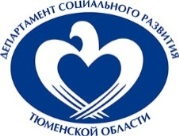 ДЕПАРТАМЕНТ СОЦИАЛЬНОГО РАЗВИТИЯ
ТЮМЕНСКОЙ ОБЛАСТИ